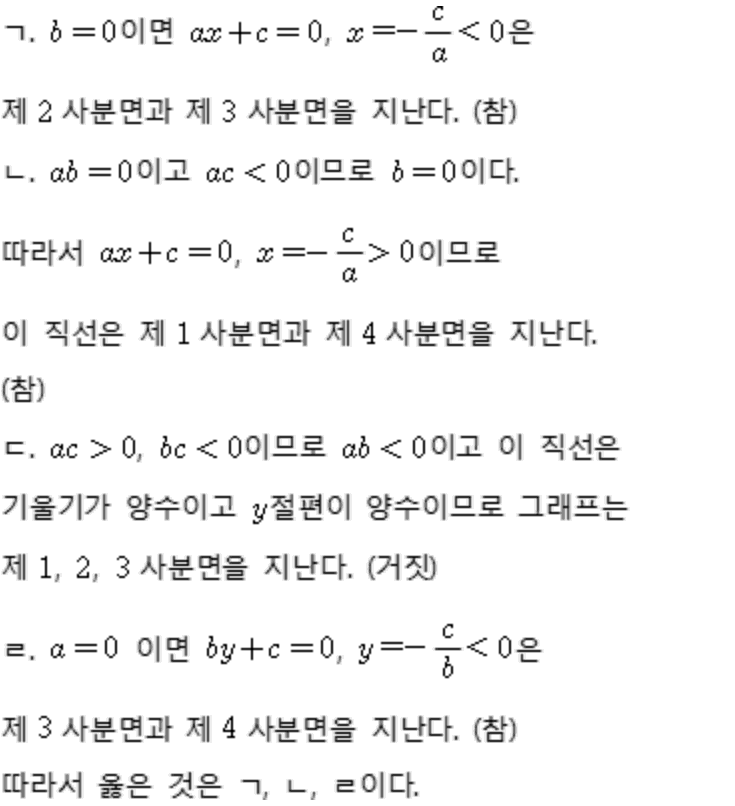 ㄱ. b=0이면 ax+c=0, x=-c/a<0은
제 2 사분면과 제 3 사분면을 지난다. (참)
ㄴ. ab=0이고 ac<0이므로 b=0이다.
따라서 ax+c=0, x=-c/a>0이므로
이 직선은 제 1 사분면과 제 4 사분면을 지난다.
(참)
ㄷ. ac>0, bc<0이므로 ab<0이고 이 직선은
기울기가 양수이고 y절편이 양수이므로 그래프는
제 1, 2, 3 사분면을 지난다. (거짓)
ㄹ. a=0 이면 by+c=0, y=-c/b<0은
제 3 사분면과 제 4 사분면을 지난다. (참)
따라서 옳은 것은 ㄱ, ㄴ, ㄹ이다.